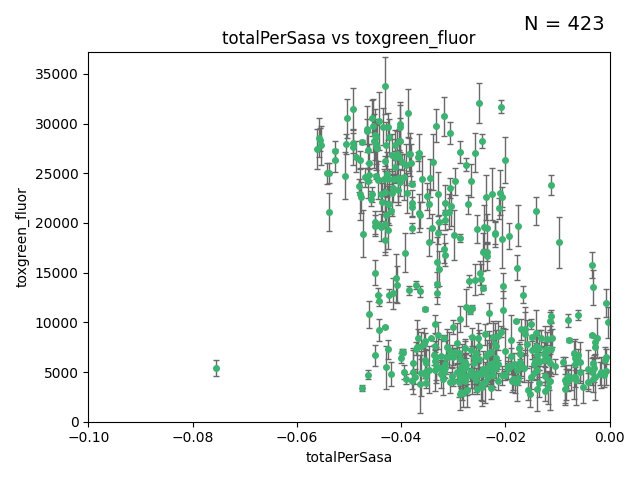 N = 423
totalPerSasa vs toxgreen_fluor
35000
30000
25000
20000
15000
10000
5000
0
toxgreen_fluor
−0.10 −0.08 −0.06 −0.04 −0.02 0.00
totalPerSasa